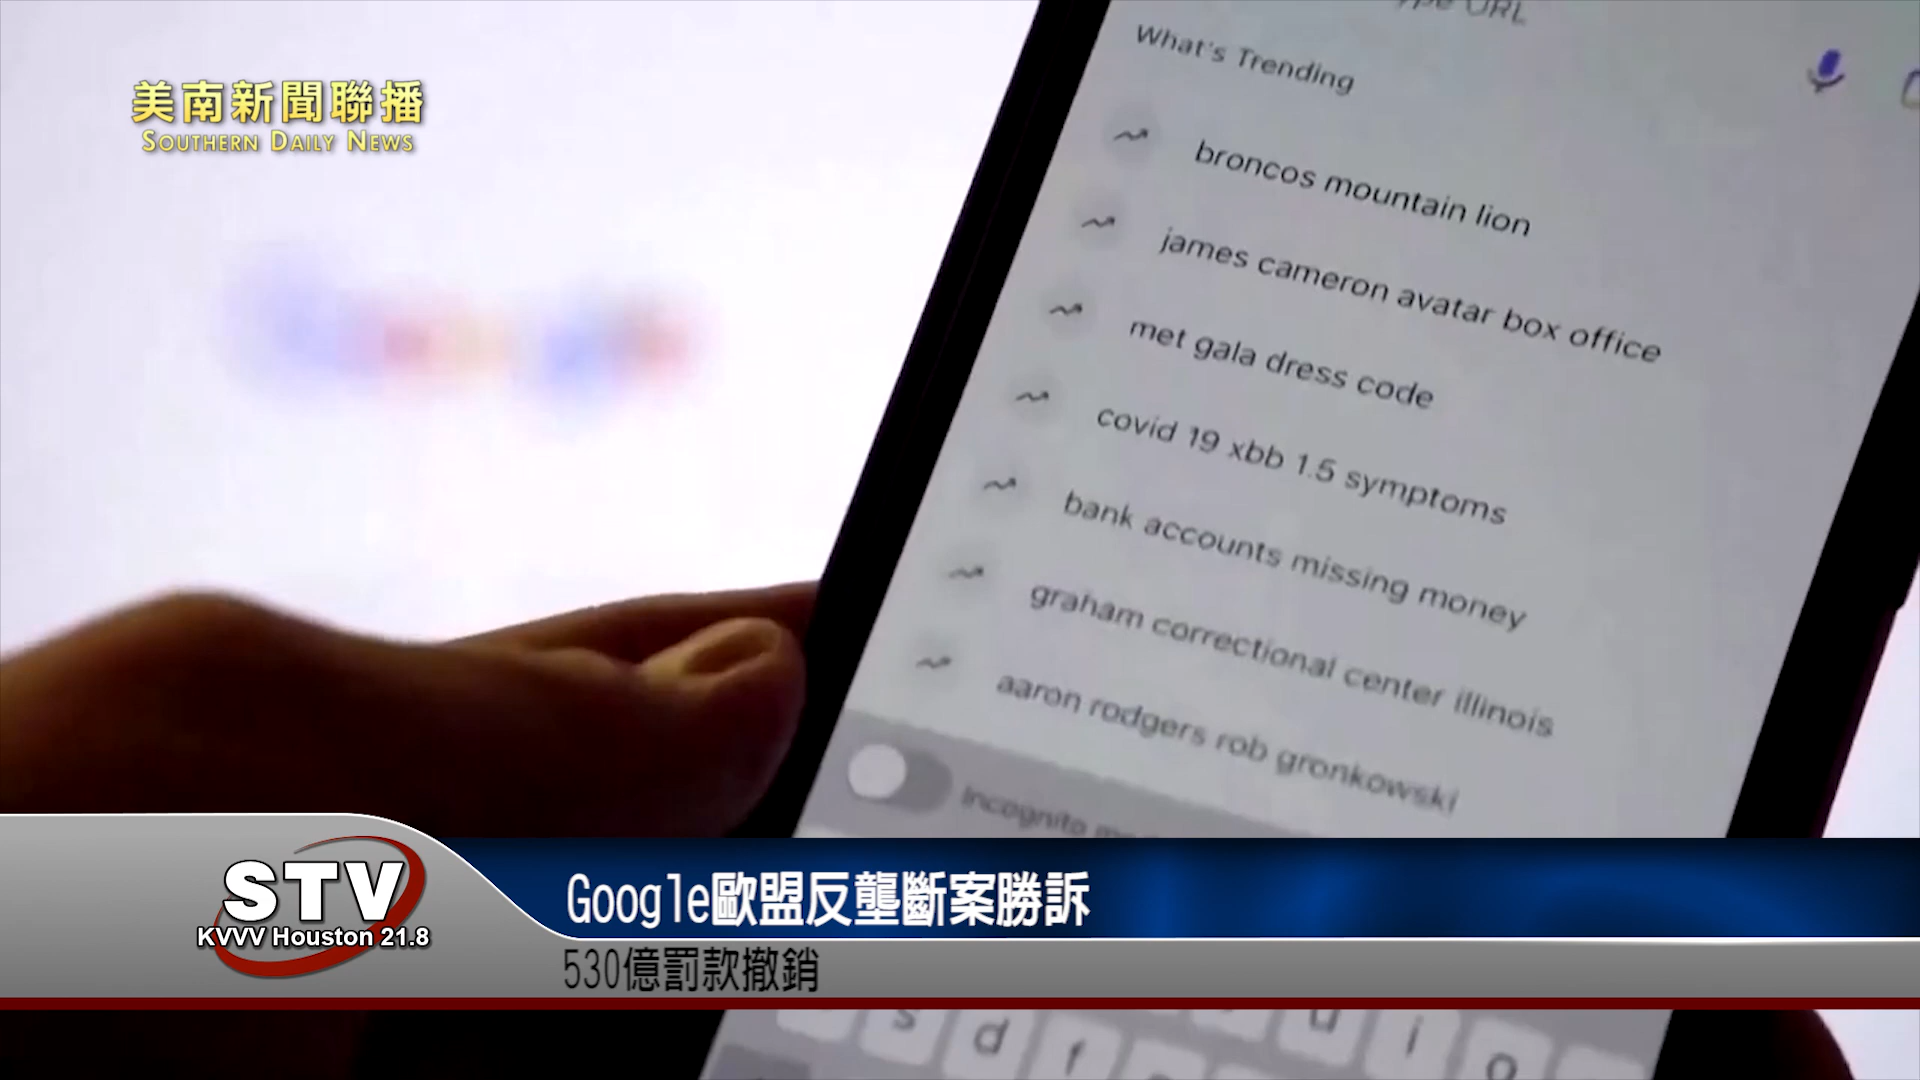 美南新聞聯播
SOUTHERN DAILY NEWS
URL
What's Trending
broncos mountain lion
james cameron avatar box office
met gala dress code
covid 19 xbb 1.5 symptoms
bank accounts missing money
graham correctional center illinois
aaron rodgers rob gronkowski
Incognito
STV
KVVV Houston 21.8
Google歐盟反壟斷案勝訴
530億罰款撤銷
s d f u i o